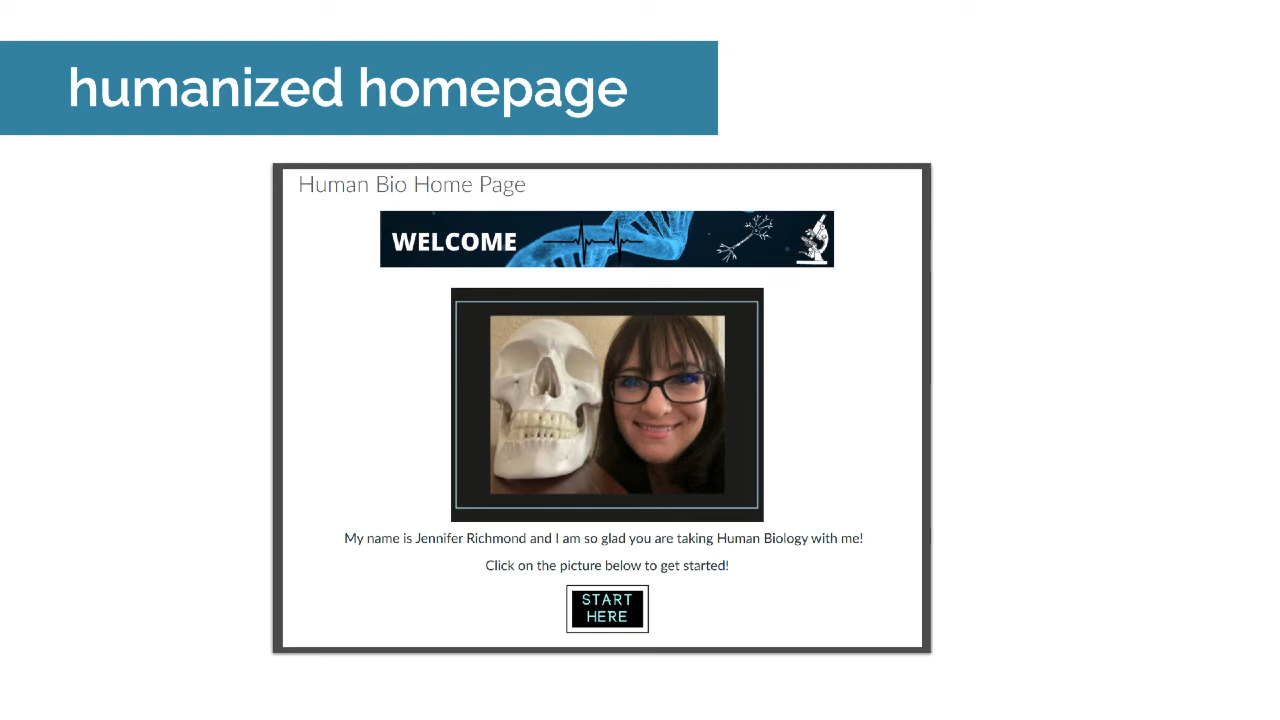 humanized homepage
Human Bio Home Page
WELCOME
My name is Jennifer Richmond and I am so glad you are taking Human Biology with me!
Click on the picture below to get started!
START
HERE